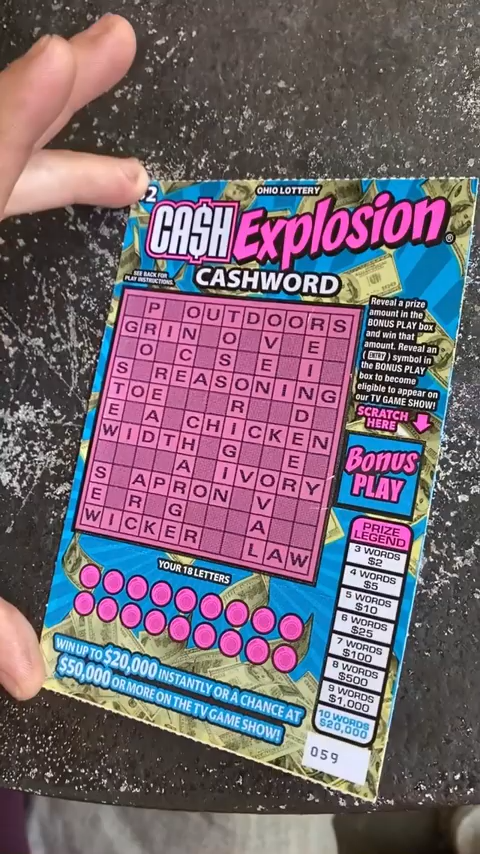 $2
OHIO LOTTERY
CA$H Explosion®
SEE BACK FOR
PLAY INSTRUCTIONS.
CASHWORD
P OUTDOORS
GRIN O V E
O C S E I
S REASONING
TOE R D
E C CHICKEN
WIDTH I E
A G O R
S APRON IVORY
E R G N V
E G E A
WICKER LAW
Reveal a prize
amount in the
BONUS PLAY box
and win that
amount. Reveal an
(ENTRY) symbol in
the BONUS PLAY
box to become
eligible to appear on
our TV GAME SHOW!
SCRATCH
HERE
Bonus
PLAY
PRIZE
LEGEND
3 WORDS
$2
4 WORDS
$5
5 WORDS
$10
6 WORDS
$25
7 WORDS
$100
8 WORDS
$500
9 WORDS
$1,000
10 WORDS
$20,000
YOUR 18 LETTERS
WIN UP TO $20,000 INSTANTLY OR A CHANCE AT
$50,000 OR MORE ON THE TV GAME SHOW!
059